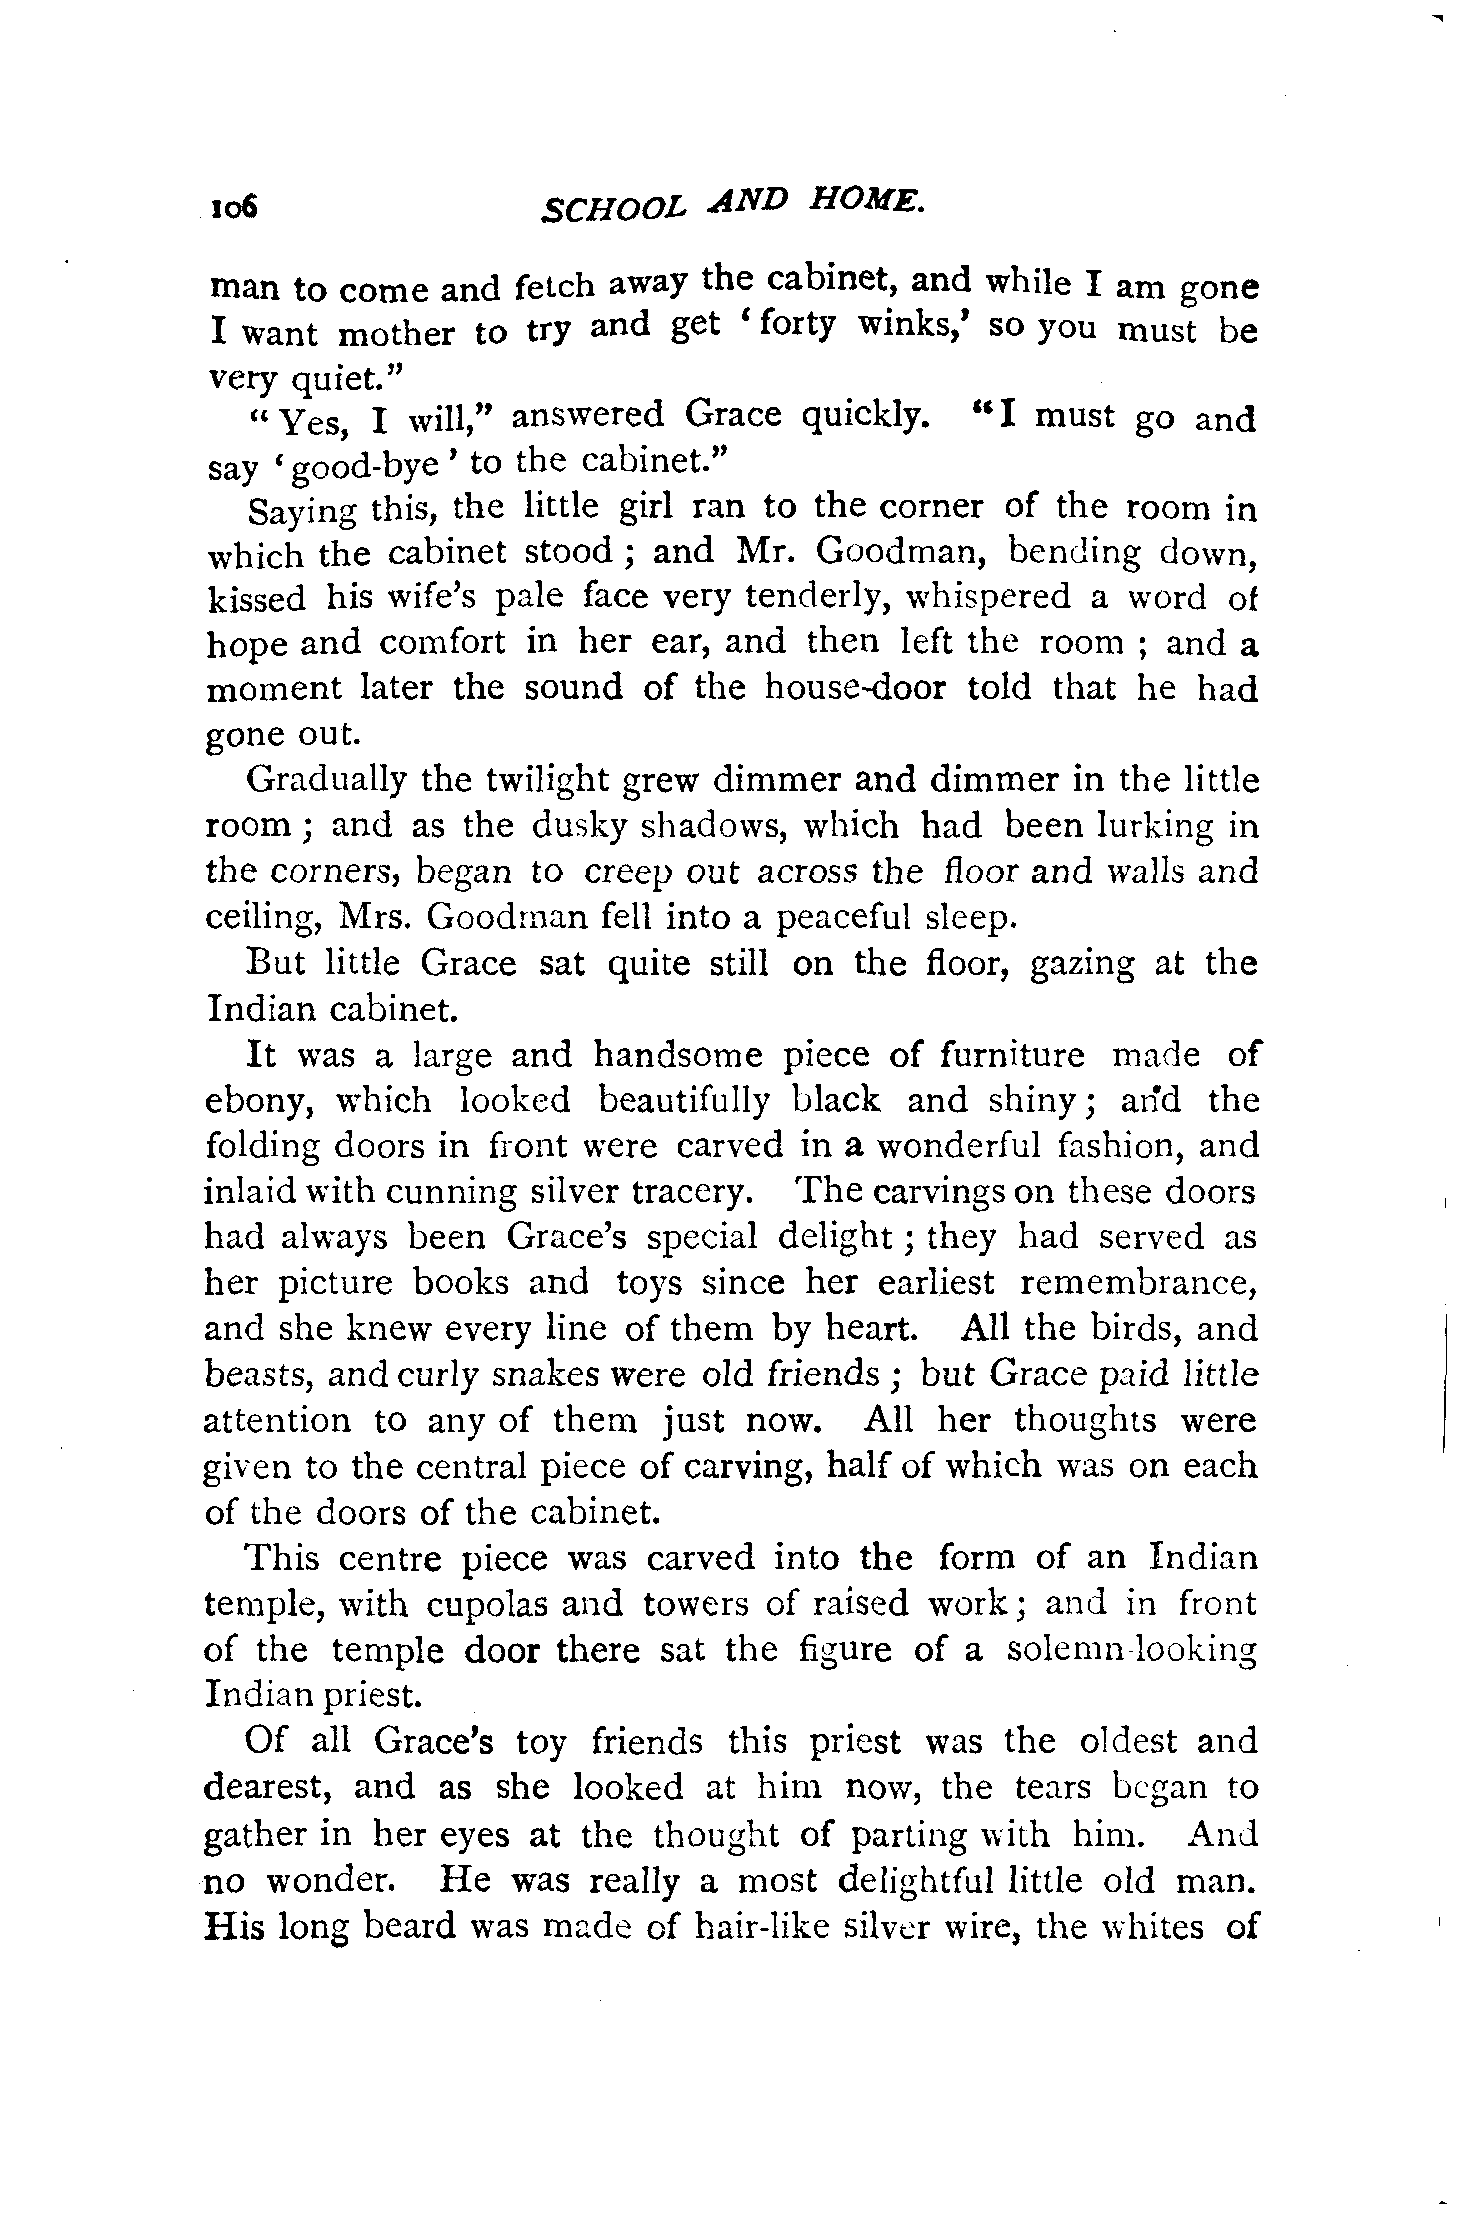 106 SCHOOL AND HOME.
man to come and fetch away the cabinet, and while I am gone
I want mother to try and get ‘forty winks,’ so you must be
very quiet.”
“Yes, I will,” answered Grace quickly. “I must go and
say ‘good-bye’ to the cabinet.”
Saying this, the little girl ran to the corner of the room in
which the cabinet stood ; and Mr. Goodman, bending down,
kissed his wife’s pale face very tenderly, whispered a word of
hope and comfort in her ear, and then left the room ; and a
moment later the sound of the house-door told that he had
gone out.
Gradually the twilight grew dimmer and dimmer in the little
room ; and as the dusky shadows, which had been lurking in
the corners, began to creep out across the floor and walls and
ceiling, Mrs. Goodman fell into a peaceful sleep.
But little Grace sat quite still on the floor, gazing at the
Indian cabinet.
It was a large and handsome piece of furniture made of
ebony, which looked beautifully black and shiny ; and the
folding doors in front were carved in a wonderful fashion, and
inlaid with cunning silver tracery. The carvings on these doors
had always been Grace’s special delight ; they had served as
her picture books and toys since her earliest remembrance,
and she knew every line of them by heart. All the birds, and
beasts, and curly snakes were old friends ; but Grace paid little
attention to any of them just now. All her thoughts were
given to the central piece of carving, half of which was on each
of the doors of the cabinet.
This centre piece was carved into the form of an Indian
temple, with cupolas and towers of raised work ; and in front
of the temple door there sat the figure of a solemn-looking
Indian priest.
Of all Grace’s toy friends this priest was the oldest and
dearest, and as she looked at him now, the tears began to
gather in her eyes at the thought of parting with him. And
no wonder. He was really a most delightful little old man.
His long beard was made of hair-like silver wire, the whites of